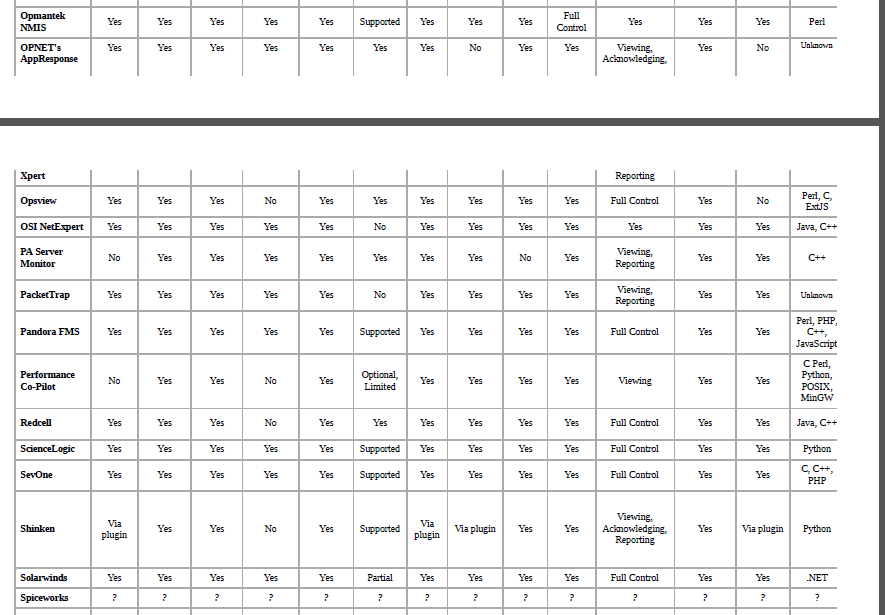 Opmantek NMIS Yes Yes Yes Yes Yes Supported Yes Yes Yes Full Control Yes Yes Yes Perl
OPNET's AppResponse Yes Yes Yes Yes Yes Yes Yes No Yes Yes Viewing, Acknowledging, Yes No Unknown
Xpert Reporting
Opsview Yes Yes Yes No Yes Yes Yes Yes Yes Yes Full Control Yes No Perl, C, ExtJS
OSI NetExpert Yes Yes Yes Yes Yes No Yes Yes Yes Yes Yes Yes Yes Java, C++
PA Server Monitor No Yes Yes Yes Yes Yes Yes Yes No Yes Viewing, Reporting Yes Yes C++
PacketTrap Yes Yes Yes Yes Yes No Yes Yes Yes Yes Viewing, Reporting Yes Yes Unknown
Pandora FMS Yes Yes Yes Yes Yes Supported Yes Yes Yes Yes Full Control Yes Yes Perl, PHP, C++, JavaScript
Performance Co-Pilot No Yes Yes No Yes Optional, Limited Yes Yes Yes Yes Viewing Yes Yes C Perl, Python, POSIX, MinGW
Redcell Yes Yes Yes No Yes Yes Yes Yes Yes Yes Full Control Yes Yes Java, C++
ScienceLogic Yes Yes Yes Yes Yes Supported Yes Yes Yes Yes Full Control Yes Yes Python
SevOne Yes Yes Yes Yes Yes Supported Yes Yes Yes Yes Full Control Yes Yes C, C++, PHP
Shinken Via plugin Yes Yes No Yes Supported Via plugin Via plugin Yes Yes Viewing, Acknowledging, Reporting Yes Via plugin Python
Solarwinds Yes Yes Yes Yes Yes Partial Yes Yes Yes Yes Full Control Yes Yes .NET
Spiceworks ? ? ? ? ? ? ? ? ? ? ? ? ? ?